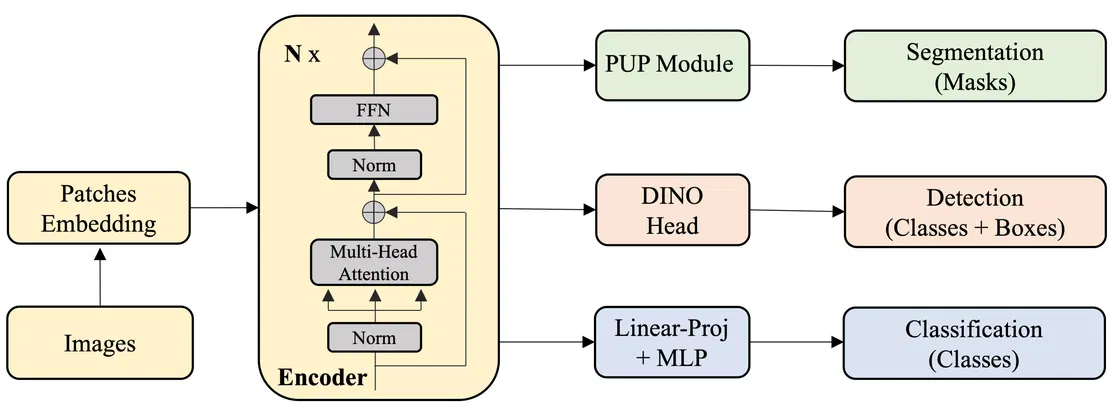 Images
Patches
Embedding
N x
FFN
Norm
Multi-Head
Attention
Norm
Encoder
PUP Module
Segmentation
(Masks)
DINO
Head
Detection
(Classes + Boxes)
Linear-Proj
+ MLP
Classification
(Classes)